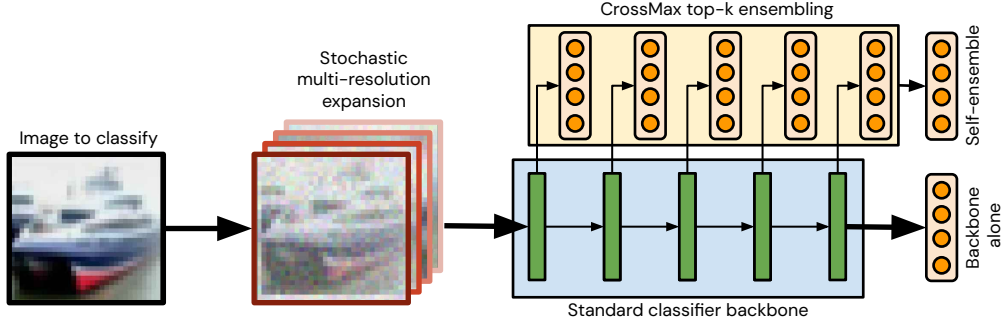 Image to classify
Stochastic
multi-resolution
expansion
CrossMax top-k ensembling
Self-ensemble
Standard classifier backbone
Backbone
alone